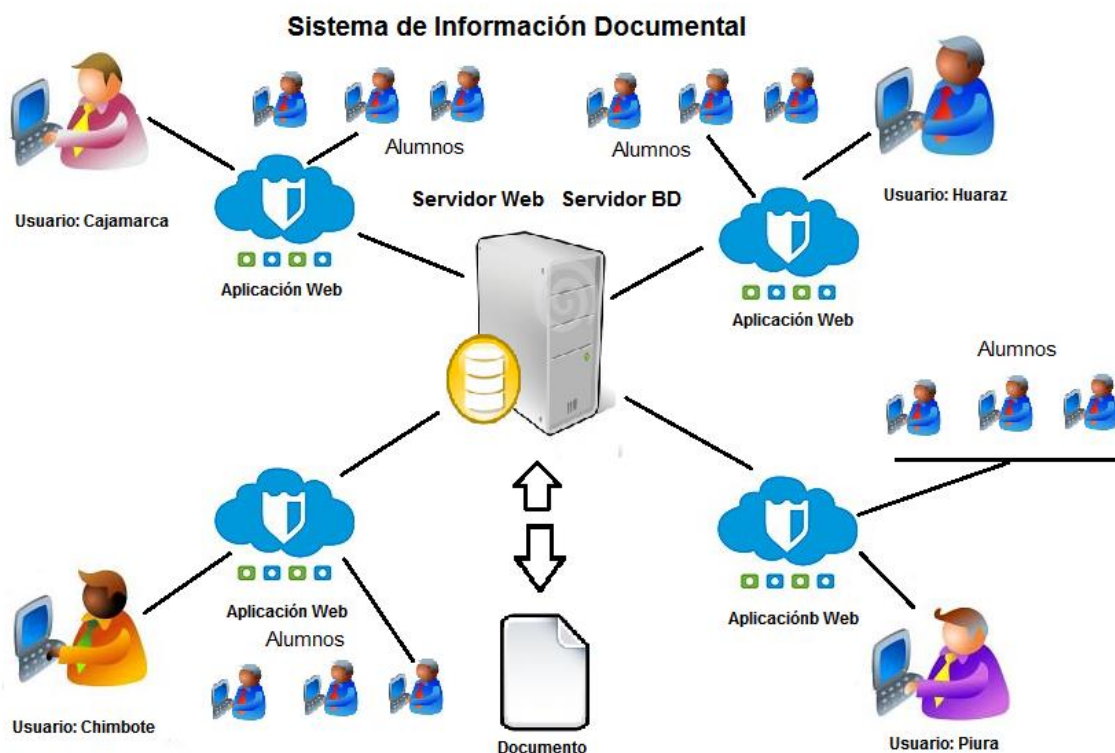 Sistema de Información Documental
Alumnos
Alumnos
Servidor Web Servidor BD
Usuario: Cajamarca
Usuario: Huaraz
Aplicación Web
Aplicación Web
Alumnos
Aplicación Web
Aplicaciónb Web
Alumnos
Usuario: Chimbote
Documento
Usuario: Piura